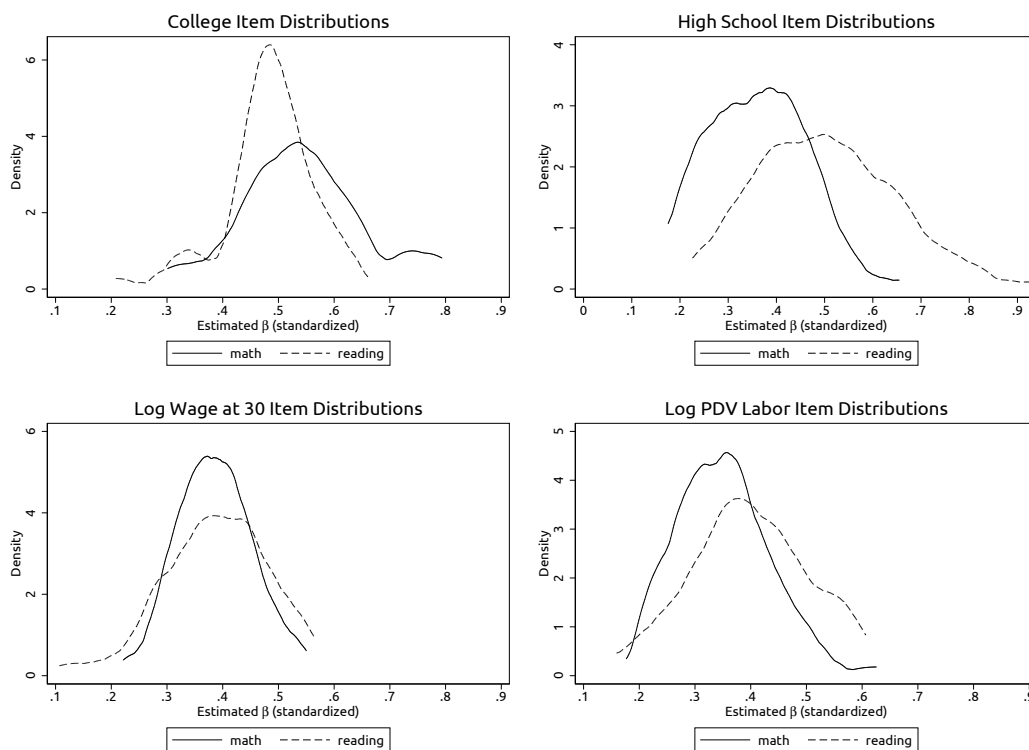 College Item Distributions
Density
0 2 4 6
.1 .2 .3 .4 .5 .6 .7 .8 .9
Estimated β (standardized)
math reading
High School Item Distributions
Density
0 1 2 3 4
0 .1 .2 .3 .4 .5 .6 .7 .8 .9
Estimated β (standardized)
math reading
Log Wage at 30 Item Distributions
Density
0 2 4 6
.1 .2 .3 .4 .5 .6 .7 .8 .9
Estimated β (standardized)
math reading
Log PDV Labor Item Distributions
Density
0 1 2 3 4 5
.1 .2 .3 .4 .5 .6 .7 .8 .9
Estimated β (standardized)
math reading